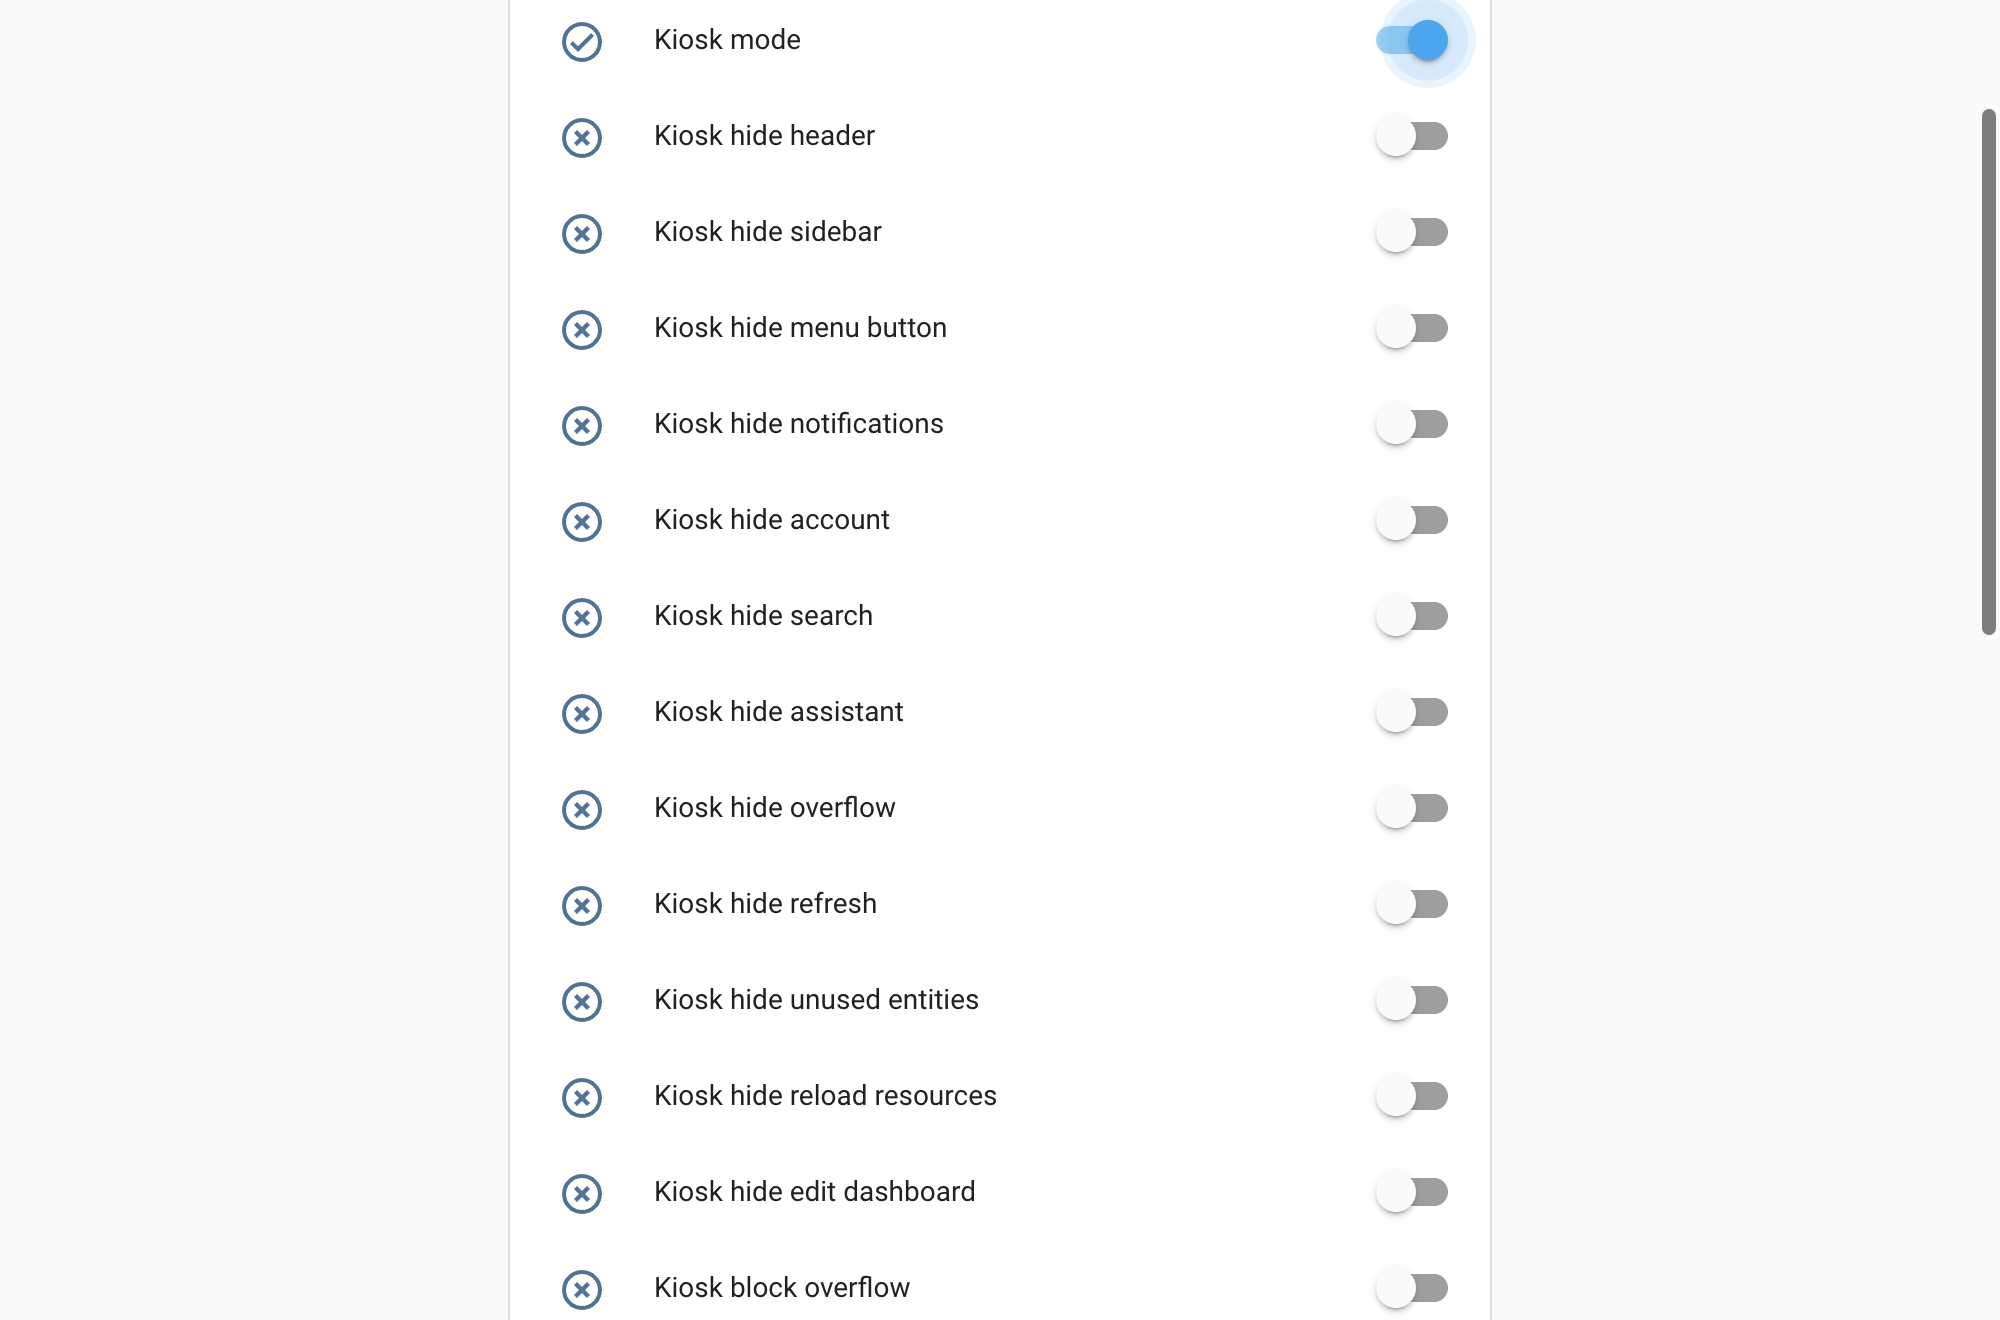 Kiosk mode
Kiosk hide header
Kiosk hide sidebar
Kiosk hide menu button
Kiosk hide notifications
Kiosk hide account
Kiosk hide search
Kiosk hide assistant
Kiosk hide overflow
Kiosk hide refresh
Kiosk hide unused entities
Kiosk hide reload resources
Kiosk hide edit dashboard
Kiosk block overflow